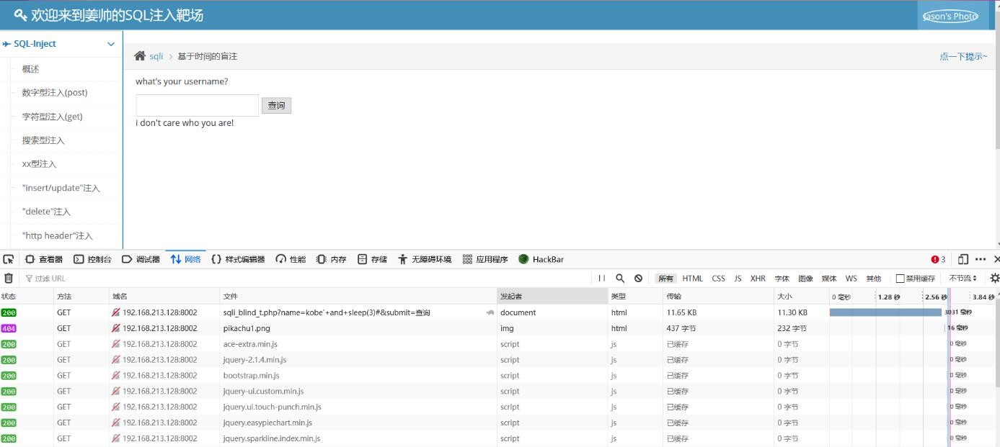 欢迎来到姜帅的SQL注入靶场
Jason's Photo
SQL-Inject
sqli
基于时间的盲注
点一下提示~
概述
数字型注入(post)
字符型注入(get)
搜索型注入
xx型注入
"insert/update"注入
"delete"注入
"http header"注入
what's your username?
查询
i don't care who you are!
查看器 控制台 调试器 网络 样式编辑器 性能 内存 存储 无障碍环境 应用程序 HackBar 3
过滤 URL 所有 HTML CSS JS XHR 字体 图像 媒体 WS 其他 禁用缓存 不节流
状态 方法 域名 文件 发起者 类型 传输 大小 0 毫秒 1.28 秒 2.56 秒 3.84 秒
200 GET 192.168.213.128:8002 sqli_blind_t.php?name=kobe'+and+sleep(3)#&submit=查询 document html 11.65 KB 11.30 KB 3031 毫秒
404 GET 192.168.213.128:8002 pikachu1.png img html 437 字节 232 字节 16 毫秒
200 GET 192.168.213.128:8002 ace-extra.min.js script js 已缓存 0 字节 0 毫秒
200 GET 192.168.213.128:8002 jquery-2.1.4.min.js script js 已缓存 0 字节 0 毫秒
200 GET 192.168.213.128:8002 bootstrap.min.js script js 已缓存 0 字节 0 毫秒
200 GET 192.168.213.128:8002 jquery-ui.custom.min.js script js 已缓存 0 字节 0 毫秒
200 GET 192.168.213.128:8002 jquery.ui.touch-punch.min.js script js 已缓存 0 字节 0 毫秒
200 GET 192.168.213.128:8002 jquery.easypiechart.min.js script js 已缓存 0 字节 0 毫秒
200 GET 192.168.213.128:8002 jquery.sparkline.index.min.js script js 已缓存 0 字节 0 毫秒